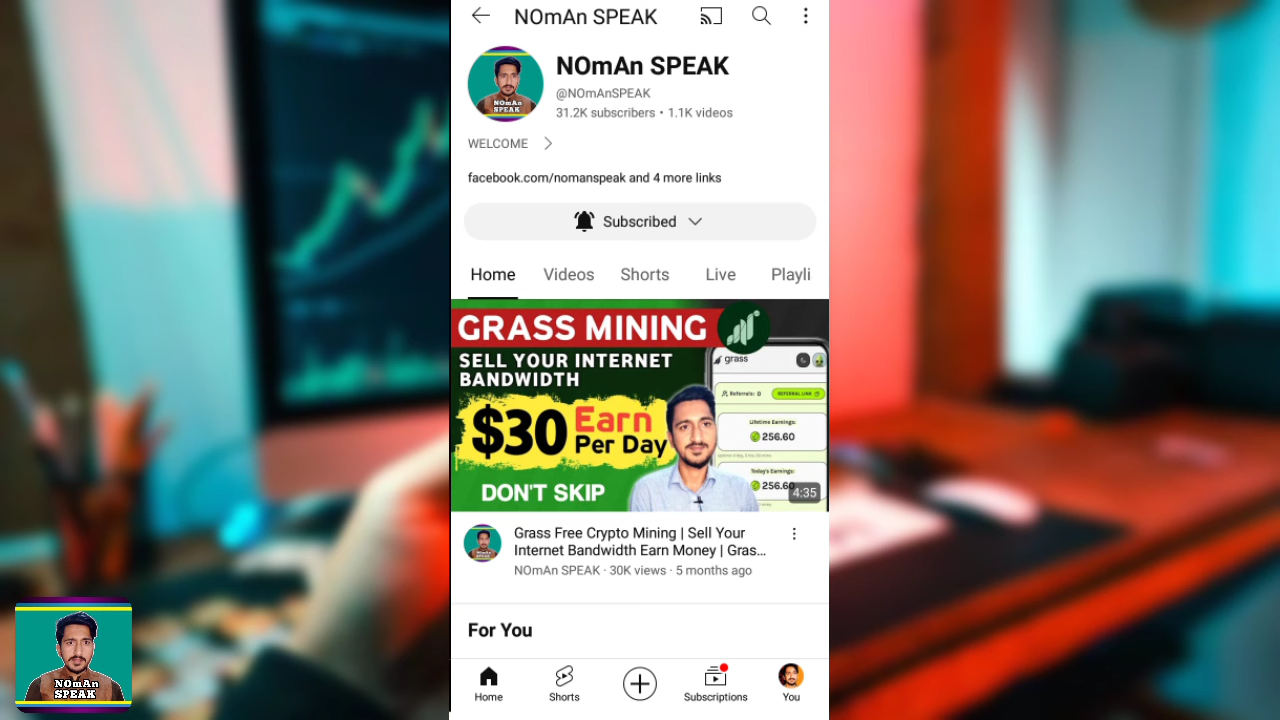 NOmAn SPEAK
NOmAn SPEAK
NOmAn
SPEAK
@NOmAnSPEAK
31.2K subscribers • 1.1K videos
WELCOME
facebook.com/nomanspeak and 4 more links
Subscribed
Home Videos Shorts Live Playli
GRASS MINING
SELL YOUR INTERNET
BANDWIDTH
$30 Earn
Per Day
DON'T SKIP
grass
Referrals: 0 REFERRAL LINK
Lifetime Earnings:
256.60
Today's Earnings:
256.60
4:35
Grass Free Crypto Mining | Sell Your
Internet Bandwidth Earn Money | Gras...
NOmAn SPEAK · 30K views · 5 months ago
For You
Home Shorts Subscriptions You
NOmAn
SPEAK